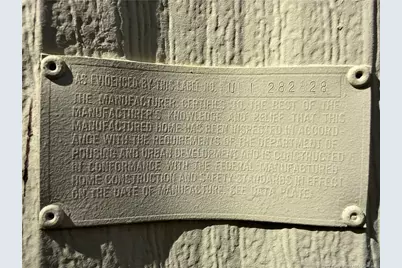 AS EVIDENCED BY THIS LABEL NO.
THE MANUFACTURER CERTIFIES TO THE BEST OF THE
MANUFACTURER'S KNOWLEDGE AND BELIEF THAT THIS
MANUFACTURED HOME HAS BEEN INSPECTED IN ACCORD
ANCE WITH THE REQUIREMENTS OF THE DEPARTMENT OF
HOUSING AND URBAN DEVELOPMENT AND IS CONSTRUCTED
IN CONFORMANCE WITH THE FEDERAL MANUFACTURED
HOME CONSTRUCTION AND SAFETY STANDARDS IN EFFECT
ON THE DATE OF MANUFACTURE. SEE DATA PLATE.